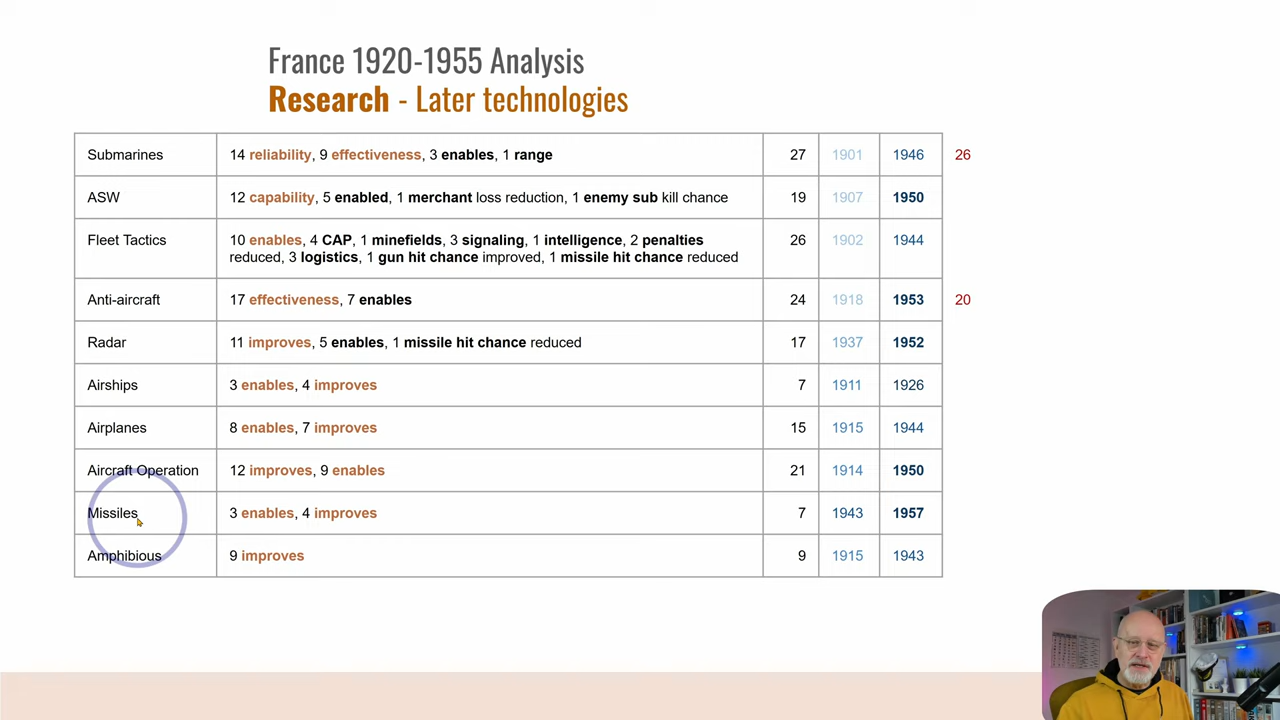 France 1920-1955 Analysis
Research - Later technologies
Submarines 14 reliability, 9 effectiveness, 3 enables, 1 range 27 1901 1946 26
ASW 12 capability, 5 enabled, 1 merchant loss reduction, 1 enemy sub kill chance 19 1907 1950
Fleet Tactics 10 enables, 4 CAP, 1 minefields, 3 signaling, 1 intelligence, 2 penalties 26 1902 1944
reduced, 3 logistics, 1 gun hit chance improved, 1 missile hit chance reduced
Anti-aircraft 17 effectiveness, 7 enables 24 1918 1953 20
Radar 11 improves, 5 enables, 1 missile hit chance reduced 17 1937 1952
Airships 3 enables, 4 improves 7 1911 1926
Airplanes 8 enables, 7 improves 15 1915 1944
Aircraft Operation 12 improves, 9 enables 21 1914 1950
Missiles 3 enables, 4 improves 7 1943 1957
Amphibious 9 improves 9 1915 1943